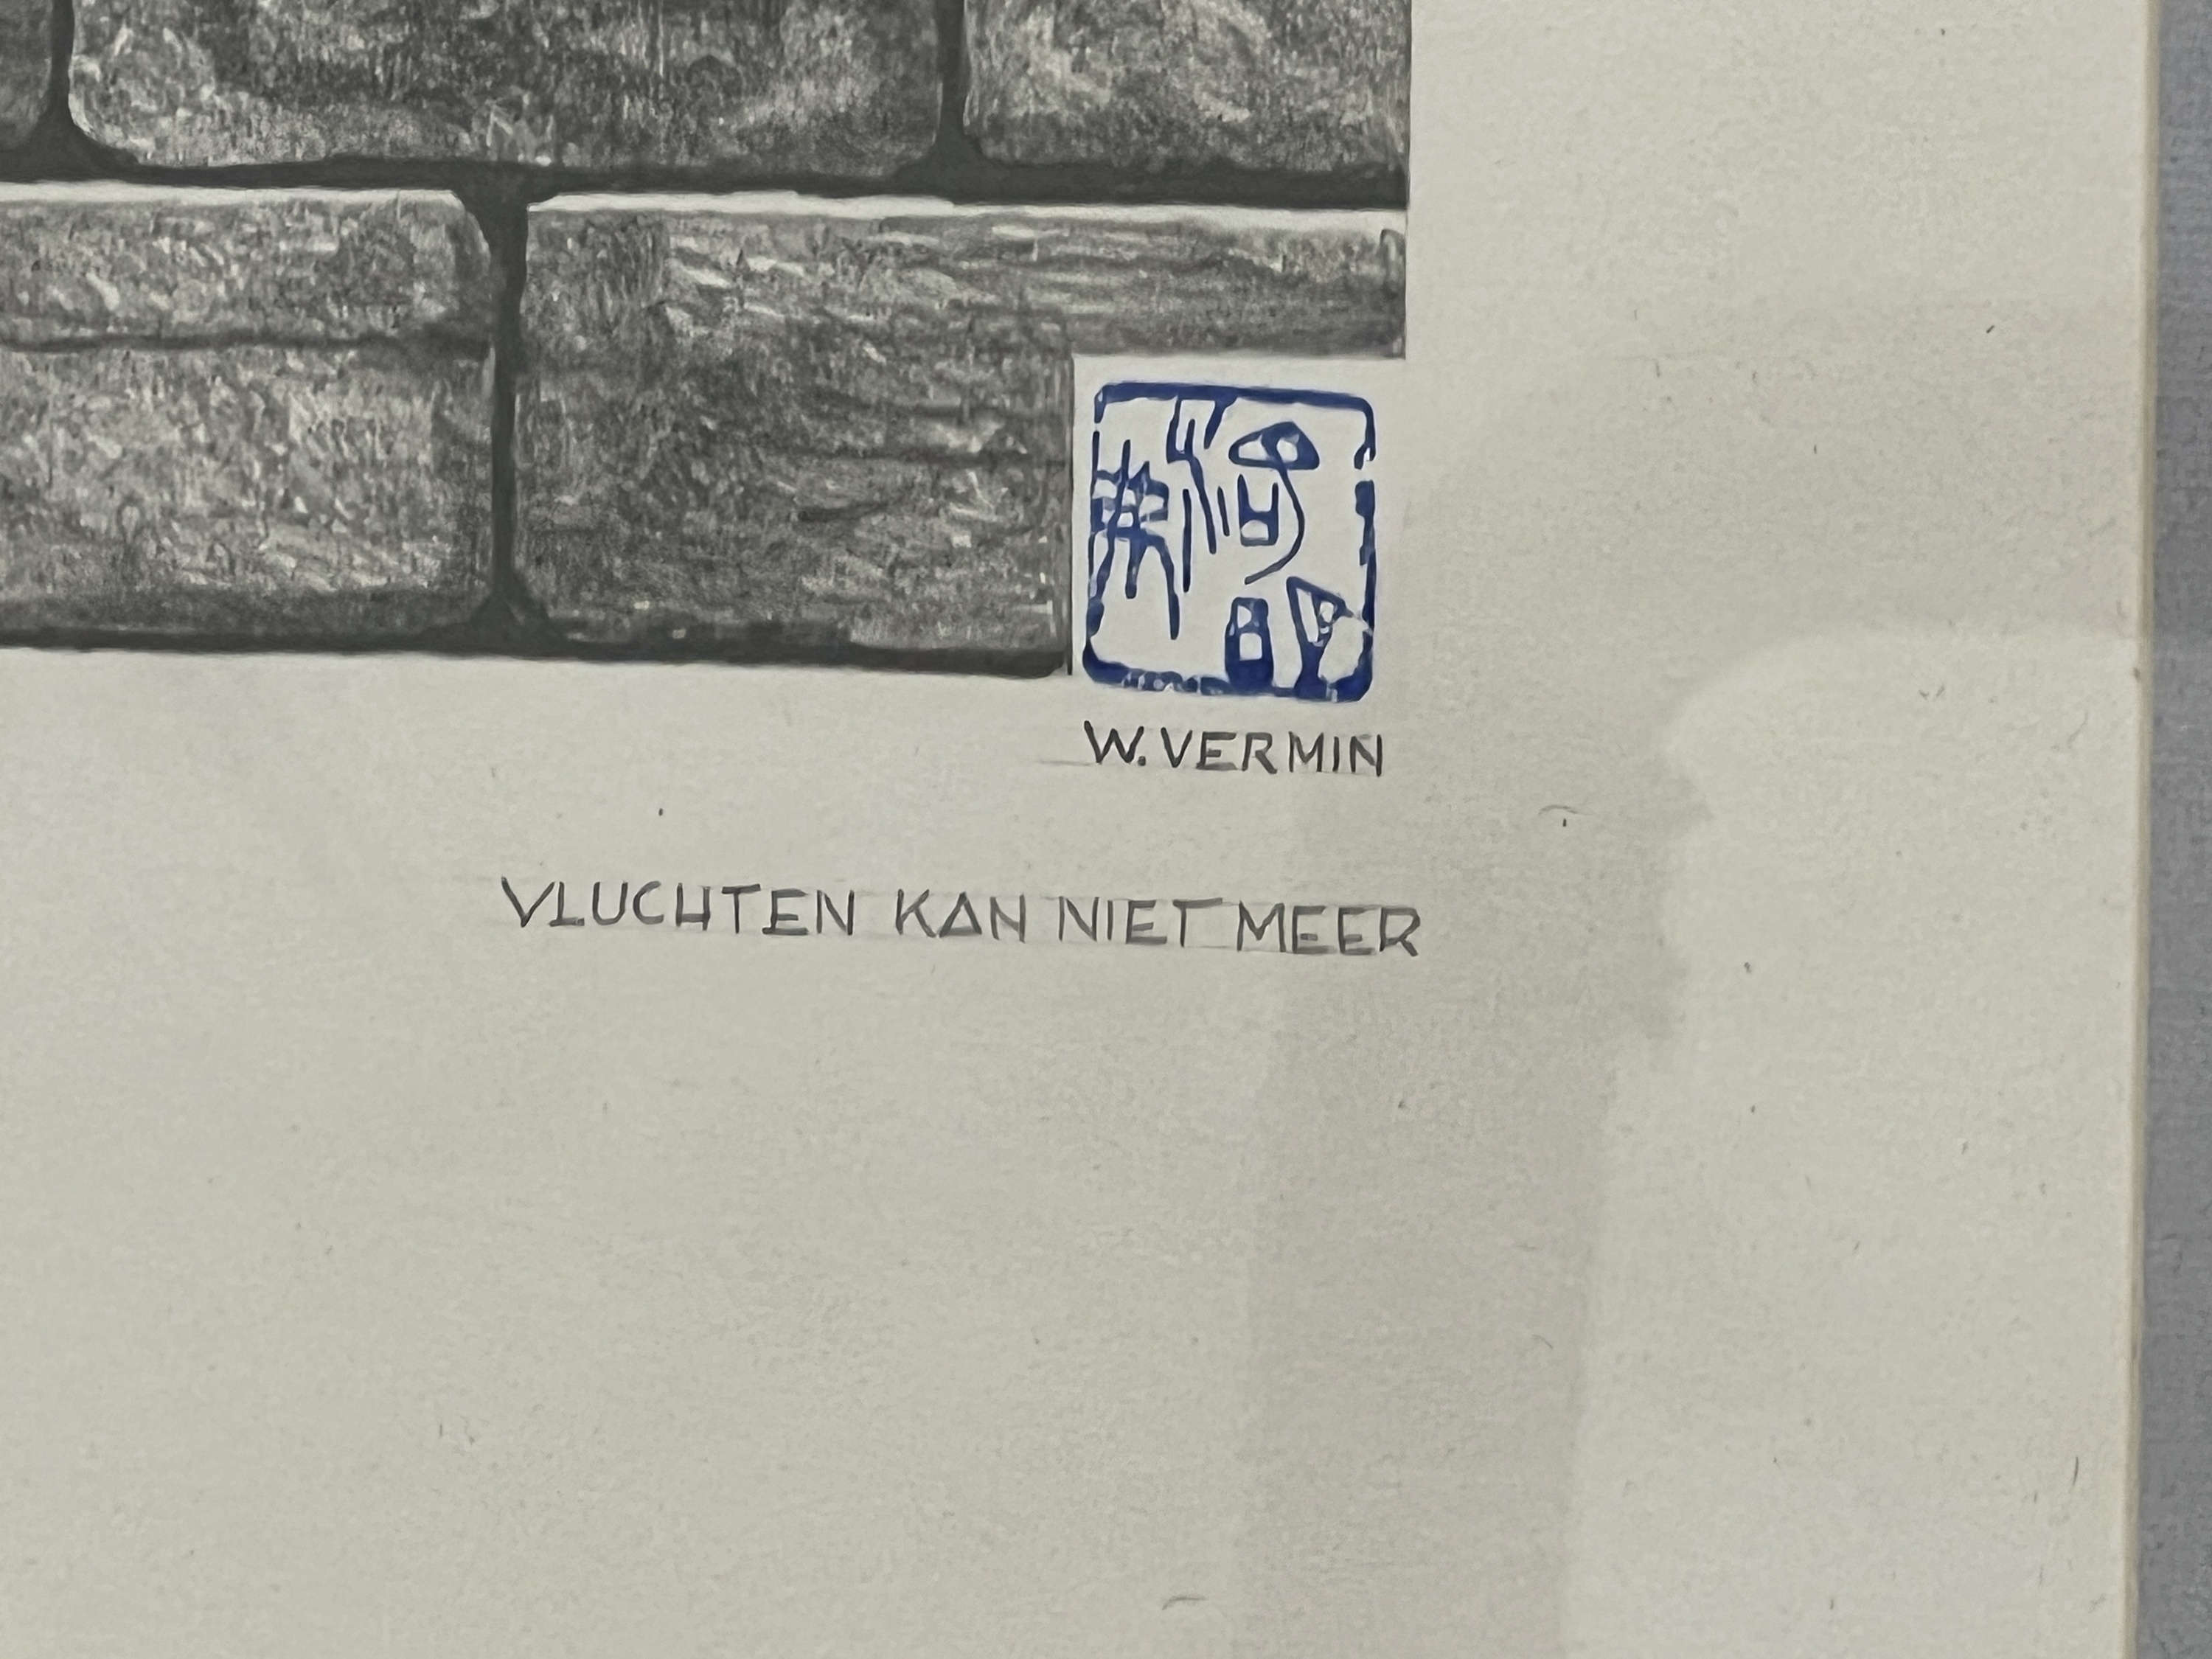 W. VERMIN
VLUCHTEN KAN NIET MEER